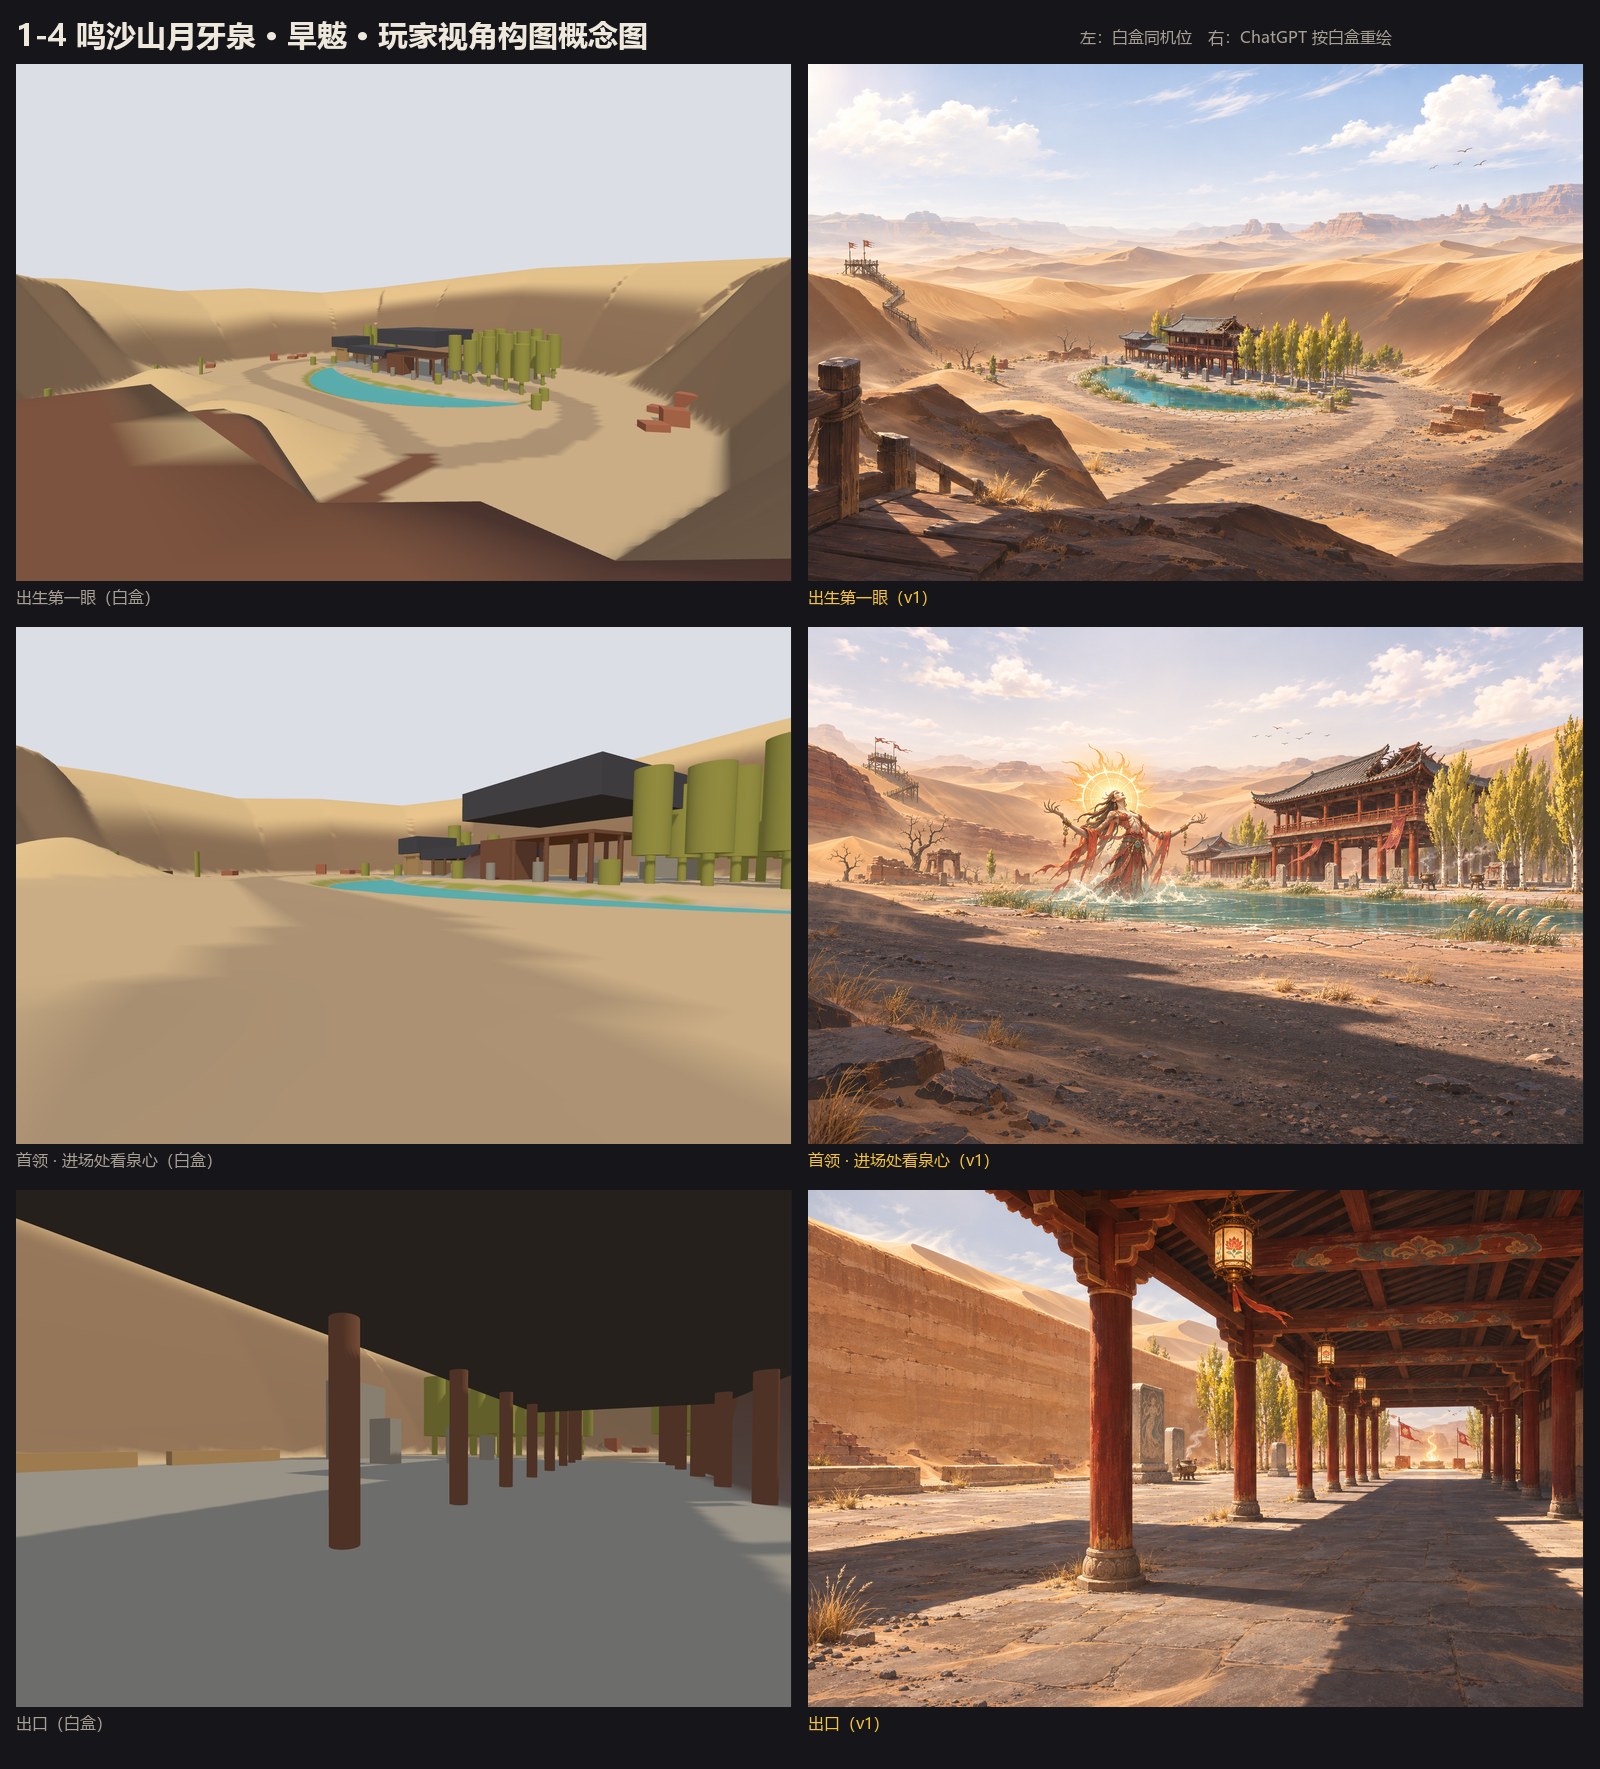 1-4 鸣沙山月牙泉 • 旱魃 • 玩家视角构图概念图
左：白盒同机位 右：ChatGPT 按白盒重绘
出生第一眼（白盒）
出生第一眼（v1）
首领 · 进场处看泉心（白盒）
首领 · 进场处看泉心（v1）
出口（白盒）
出口（v1）